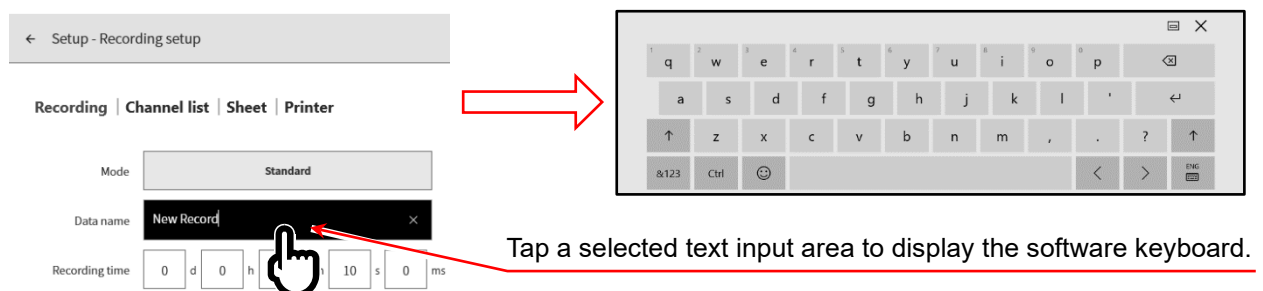 ← Setup - Recording setup
Recording | Channel list | Sheet | Printer
Mode Standard
Data name New Record ×
Recording time 0 d 0 h 10 s 0 ms
1 q 2 w 3 e 4 r 5 t 6 y 7 u 8 i 9 o 0 p
a s d f g h j k l '
↑ z x c v b n m , . ? ↑
&123 Ctrl < > ENG
Tap a selected text input area to display the software keyboard.